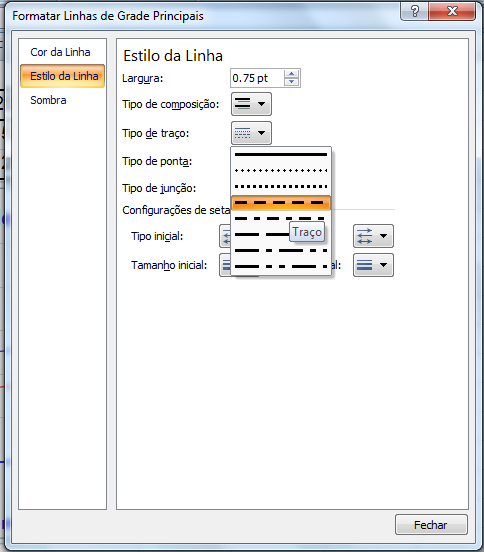 Formatar Linhas de Grade Principais
Cor da Linha
Estilo da Linha
Sombra
Estilo da Linha
Largura: 0.75 pt
Tipo de composição:
Tipo de traço:
Tipo de ponta:
Tipo de junção:
Configurações de seta
Traço
Tipo inicial:
Tamanho inicial: al:
Fechar